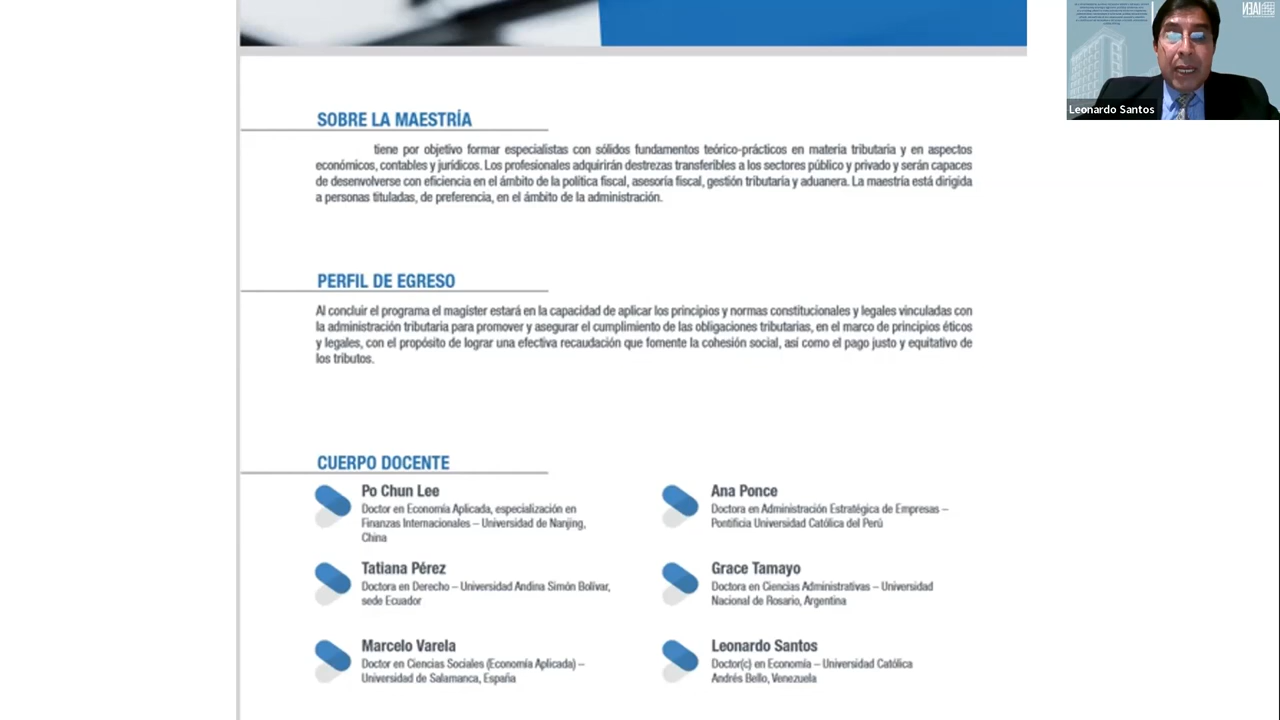 SOBRE LA MAESTRÍA
tiene por objetivo formar especialistas con sólidos fundamentos teórico-prácticos en materia tributaria y en aspectos
económicos, contables y jurídicos. Los profesionales adquirirán destrezas transferibles a los sectores público y privado y serán capaces
de desenvolverse con eficiencia en el ámbito de la política fiscal, asesoría fiscal, gestión tributaria y aduanera. La maestría está dirigida
a personas tituladas, de preferencia, en el ámbito de la administración.
PERFIL DE EGRESO
Al concluir el programa el magíster estará en la capacidad de aplicar los principios y normas constitucionales y legales vinculadas con
la administración tributaria para promover y asegurar el cumplimiento de las obligaciones tributarias, en el marco de principios éticos
y legales, con el propósito de lograr una efectiva recaudación que fomente la cohesión social, así como el pago justo y equitativo de
los tributos.
CUERPO DOCENTE
Po Chun Lee
Doctor en Economía Aplicada, especialización en
Finanzas Internacionales – Universidad de Nanjing,
China
Tatiana Pérez
Doctora en Derecho – Universidad Andina Simón Bolívar,
sede Ecuador
Marcelo Varela
Doctor en Ciencias Sociales (Economía Aplicada) –
Universidad de Salamanca, España
Ana Ponce
Doctora en Administración Estratégica de Empresas –
Pontificia Universidad Católica del Perú
Grace Tamayo
Doctora en Ciencias Administrativas – Universidad
Nacional de Rosario, Argentina
Leonardo Santos
Doctor(c) en Economía – Universidad Católica
Andrés Bello, Venezuela
IAEN
Leonardo Santos